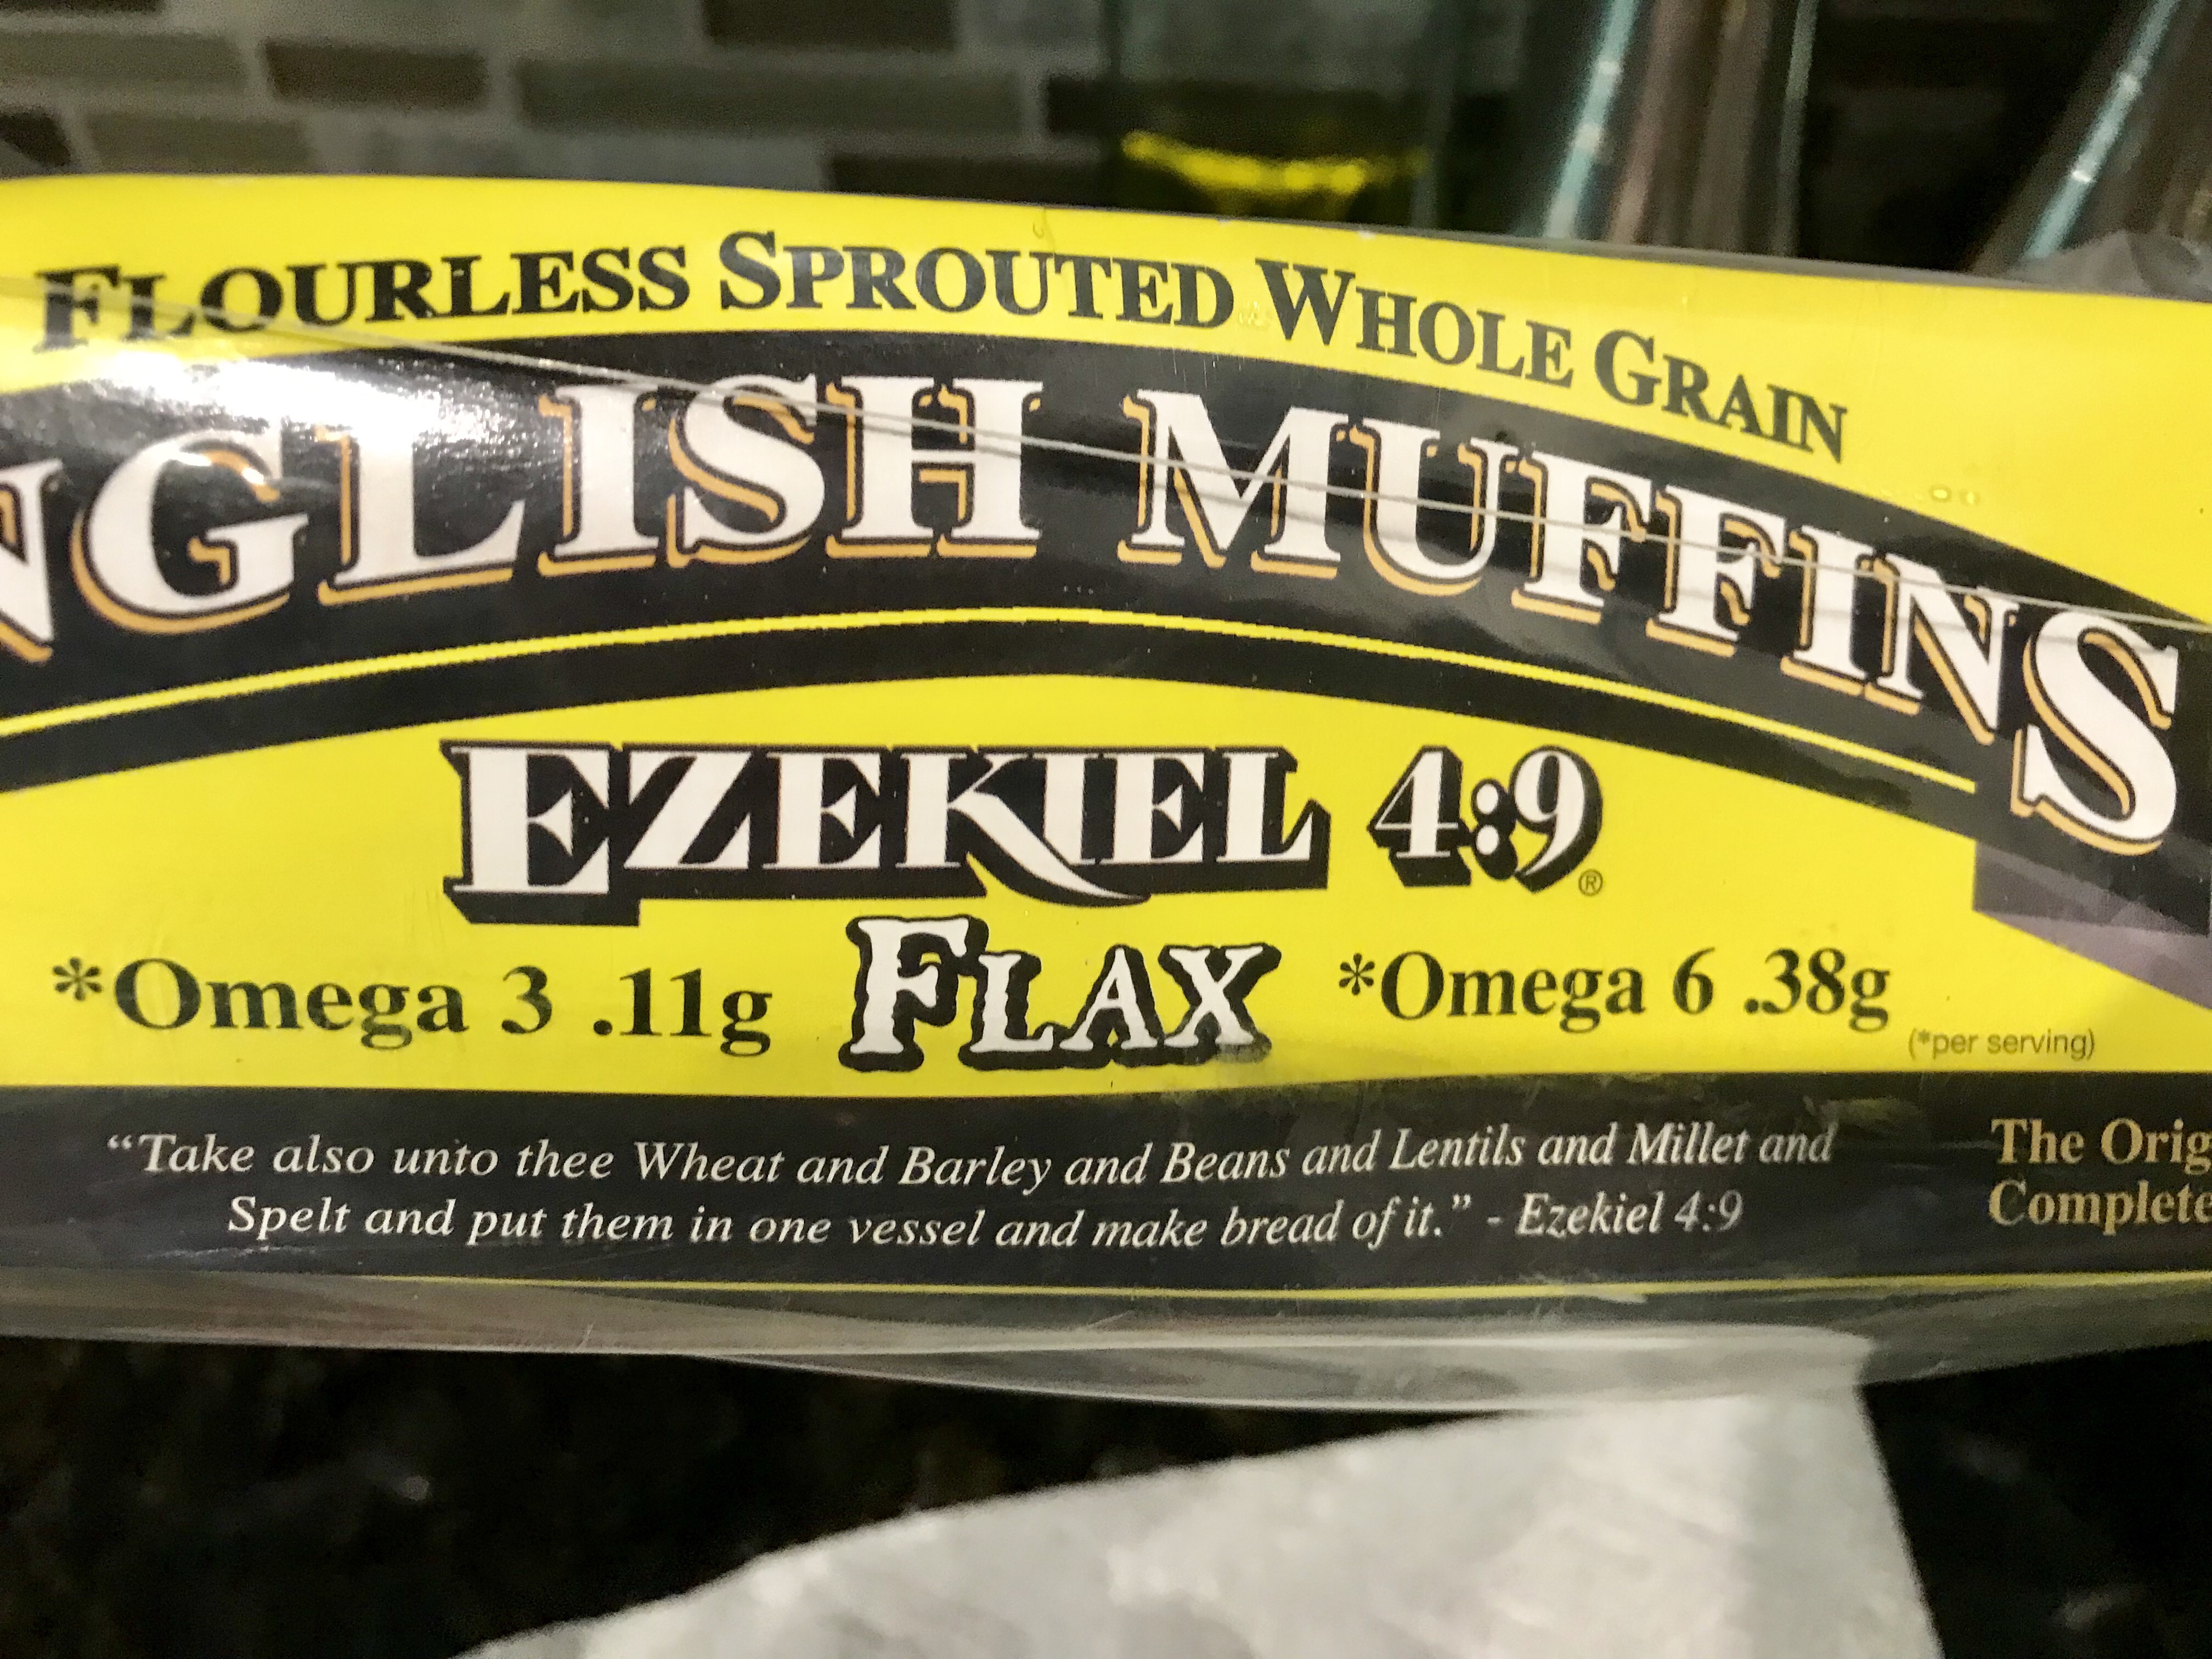 FLOURLESS SPROUTED WHOLE GRAIN
NGLISH MUFFINS
EZEKIEL 4:9®
FLAX
*Omega 3 .11g
*Omega 6 .38g
(*per serving)
"Take also unto thee Wheat and Barley and Beans and Lentils and Millet and
Spelt and put them in one vessel and make bread of it." - Ezekiel 4:9
The Orig
Complete